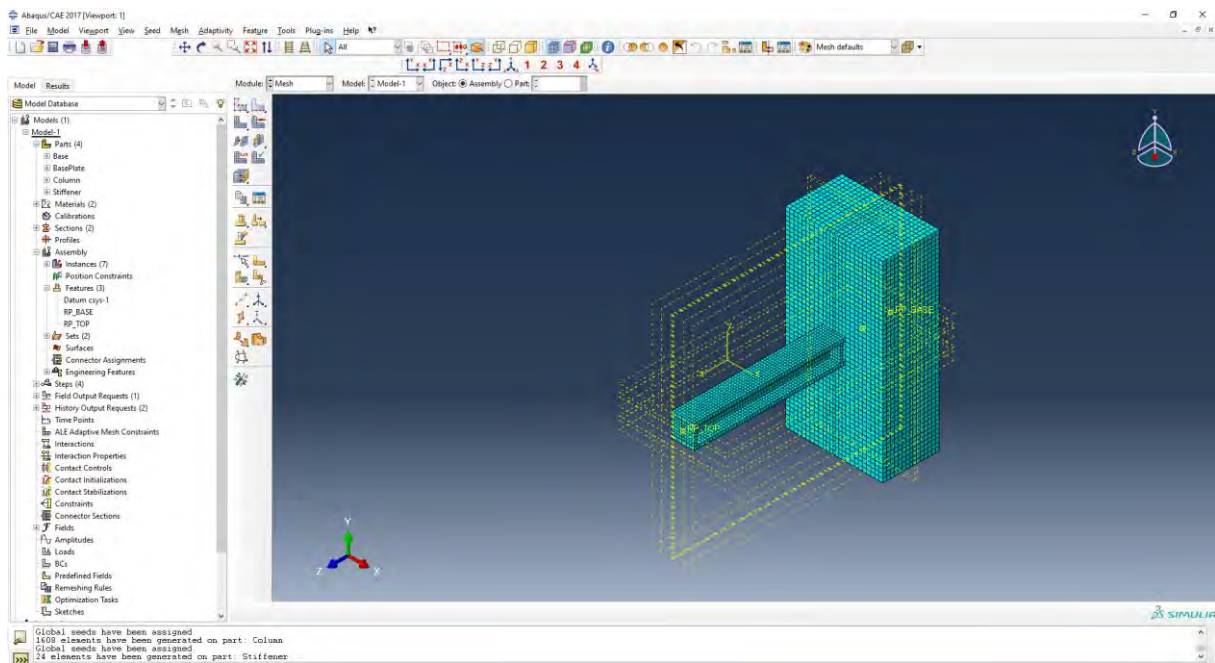 Abaqus/CAE 2017 [Viewport: 1]
File Model Viewport View Seed Mesh Adaptivity Feature Tools Plug-ins Help
All Mesh defaults
1 2 3 4
Model Results Module: Mesh Model: Model-1 Object: Assembly Part:
Model Database
Models (1)
Model-1
Parts (4)
Base
BasePlate
Column
Stiffener
Materials (2)
Calibrations
Sections (2)
Profiles
Assembly
Instances (7)
Position Constraints
Features (3)
Datum csys-1
RP_BASE
RP_TOP
Sets (2)
Surfaces
Connector Assignments
Engineering Features
Steps (4)
Field Output Requests (1)
History Output Requests (2)
Time Points
ALE Adaptive Mesh Constraints
Interactions
Interaction Properties
Contact Controls
Contact Initializations
Contact Stabilizations
Constraints
Connector Sections
Fields
Amplitudes
Loads
BCs
Predefined Fields
Remeshing Rules
Optimization Tasks
Sketches
RP_BASE
RP_TOP
Y
Z X
SIMULIA
Global seeds have been assigned
1608 elements have been generated on part: Column
Global seeds have been assigned
24 elements have been generated on part: Stiffener